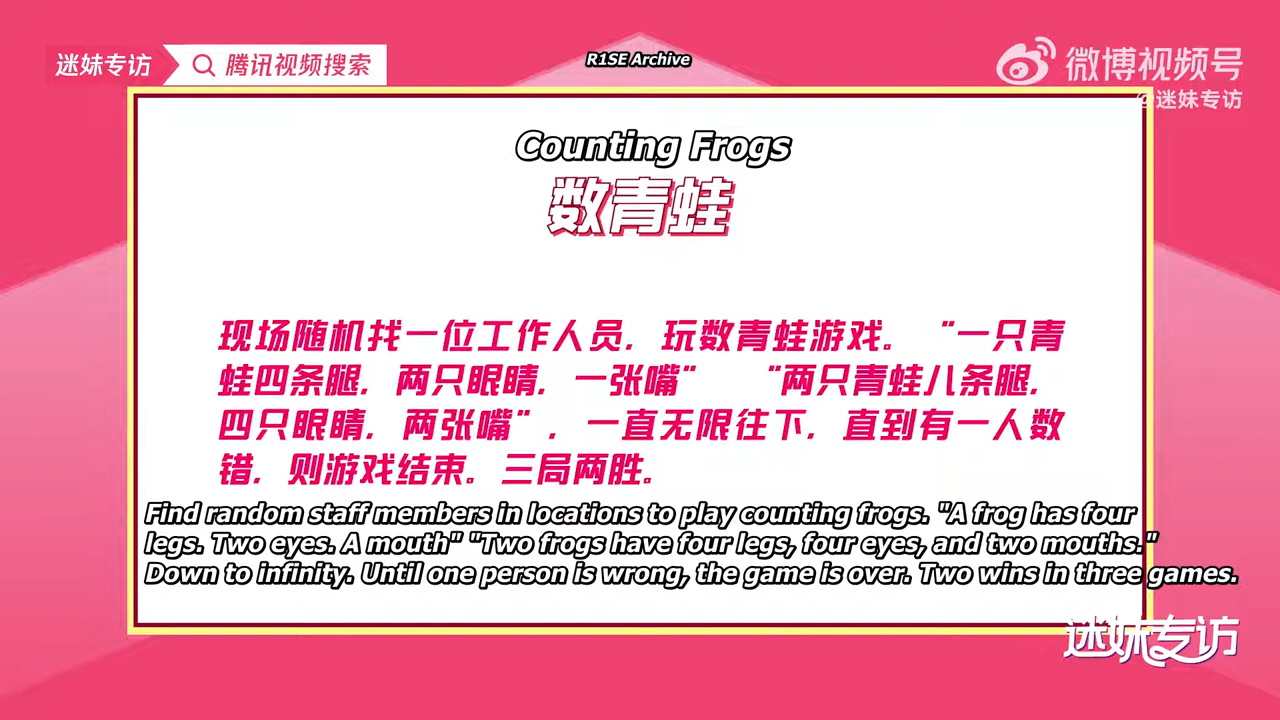 迷妹专访
腾讯视频搜索
R1SE Archive
微博视频号
@迷妹专访
Counting Frogs
数青蛙
现场随机找一位工作人员，玩数青蛙游戏。 “一只青
蛙四条腿，两只眼睛，一张嘴” “两只青蛙八条腿，
四只眼睛，两张嘴”，一直无限往下，直到有一人数
错，则游戏结束。三局两胜。
Find random staff members in locations to play counting frogs. "A frog has four
legs. Two eyes. A mouth" "Two frogs have four legs, four eyes, and two mouths."
Down to infinity. Until one person is wrong, the game is over. Two wins in three games.
迷妹专访